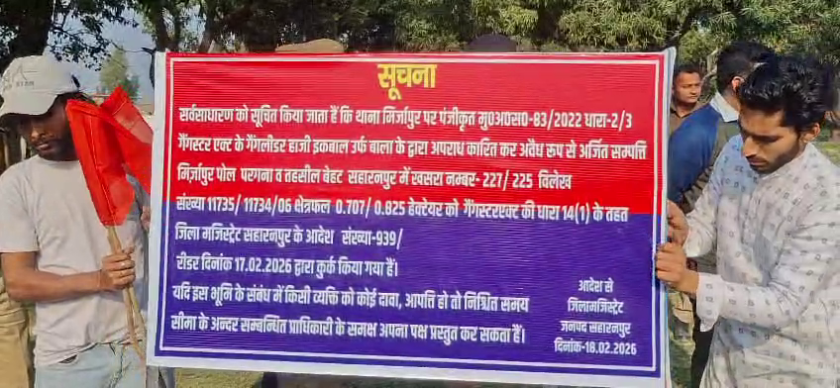 सूचना
सर्वसाधारण को सूचित किया जाता हैं कि थाना मिर्जापुर पर पंजीकृत मु0अ0स0-83/2022 धारा-2/3
गैंगस्टर एक्ट के गैंगलीडर हाजी इकबाल उर्फ बाला के द्वारा अपराध कारित कर अवैध रूप से अर्जित सम्पत्ति
मिर्ज़ापुर पोल परगना व तहसील बेहट सहारनपुर में खसरा नम्बर- 227/ 225 विलेख
संख्या 11735/ 11734/06 क्षेत्रफल 0.707/ 0.825 हेक्टेयर को गैंगस्टरएक्ट की धारा 14(1) के तहत
जिला मजिस्ट्रेट सहारनपुर के आदेश संख्या-939/
रीडर दिनांक 17.02.2026 द्वारा कुर्क किया गया हैं।
यदि इस भूमि के संबंध में किसी व्यक्ति को कोई दावा, आपत्ति हो तो निश्चित समय
सीमा के अन्दर सम्बन्धित प्राधिकारी के समक्ष अपना पक्ष प्रस्तुत कर सकता हैं।
आदेश से
जिलामजिस्ट्रेट
जनपद सहारनपुर
दिनांक-18.02.2026